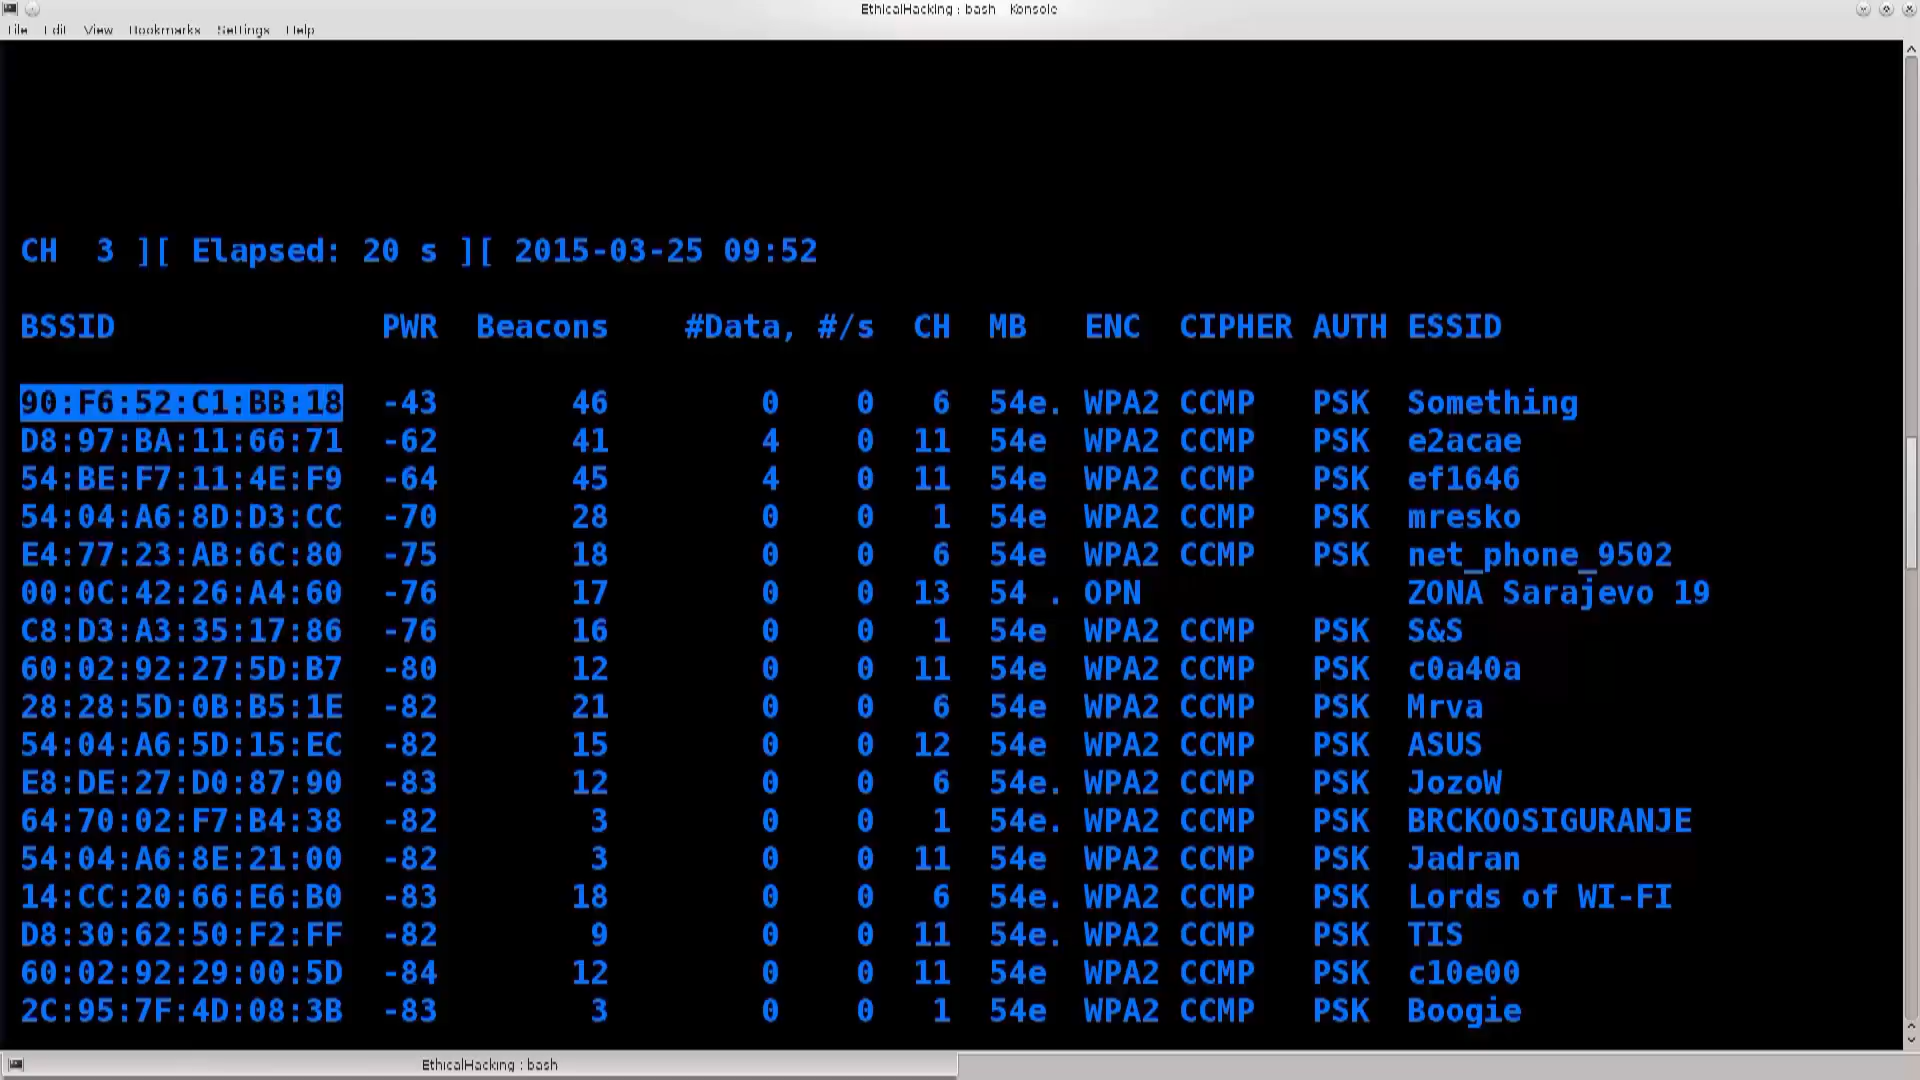 EthicalHacking : bash Konsole
File Edit View Bookmarks Settings Help
CH 3 ][ Elapsed: 20 s ][ 2015-03-25 09:52
BSSID PWR Beacons #Data, #/s CH MB ENC CIPHER AUTH ESSID
90:F6:52:C1:BB:18 -43 46 0 0 6 54e. WPA2 CCMP PSK Something
D8:97:BA:11:66:71 -62 41 4 0 11 54e WPA2 CCMP PSK e2acae
54:BE:F7:11:4E:F9 -64 45 4 0 11 54e WPA2 CCMP PSK ef1646
54:04:A6:8D:D3:CC -70 28 0 0 1 54e WPA2 CCMP PSK mresko
E4:77:23:AB:6C:80 -75 18 0 0 6 54e WPA2 CCMP PSK net_phone_9502
00:0C:42:26:A4:60 -76 17 0 0 13 54 . OPN ZONA Sarajevo 19
C8:D3:A3:35:17:86 -76 16 0 0 1 54e WPA2 CCMP PSK S&S
60:02:92:27:5D:B7 -80 12 0 0 11 54e WPA2 CCMP PSK c0a40a
28:28:5D:0B:B5:1E -82 21 0 0 6 54e WPA2 CCMP PSK Mrva
54:04:A6:5D:15:EC -82 15 0 0 12 54e WPA2 CCMP PSK ASUS
E8:DE:27:D0:87:90 -83 12 0 0 6 54e. WPA2 CCMP PSK JozoW
64:70:02:F7:B4:38 -82 3 0 0 1 54e. WPA2 CCMP PSK BRCKOOSIGURANJE
54:04:A6:8E:21:00 -82 3 0 0 11 54e WPA2 CCMP PSK Jadran
14:CC:20:66:E6:B0 -83 18 0 0 6 54e. WPA2 CCMP PSK Lords of WI-FI
D8:30:62:50:F2:FF -82 9 0 0 11 54e. WPA2 CCMP PSK TIS
60:02:92:29:00:5D -84 12 0 0 11 54e WPA2 CCMP PSK c10e00
2C:95:7F:4D:08:3B -83 3 0 0 1 54e WPA2 CCMP PSK Boogie
EthicalHacking : bash